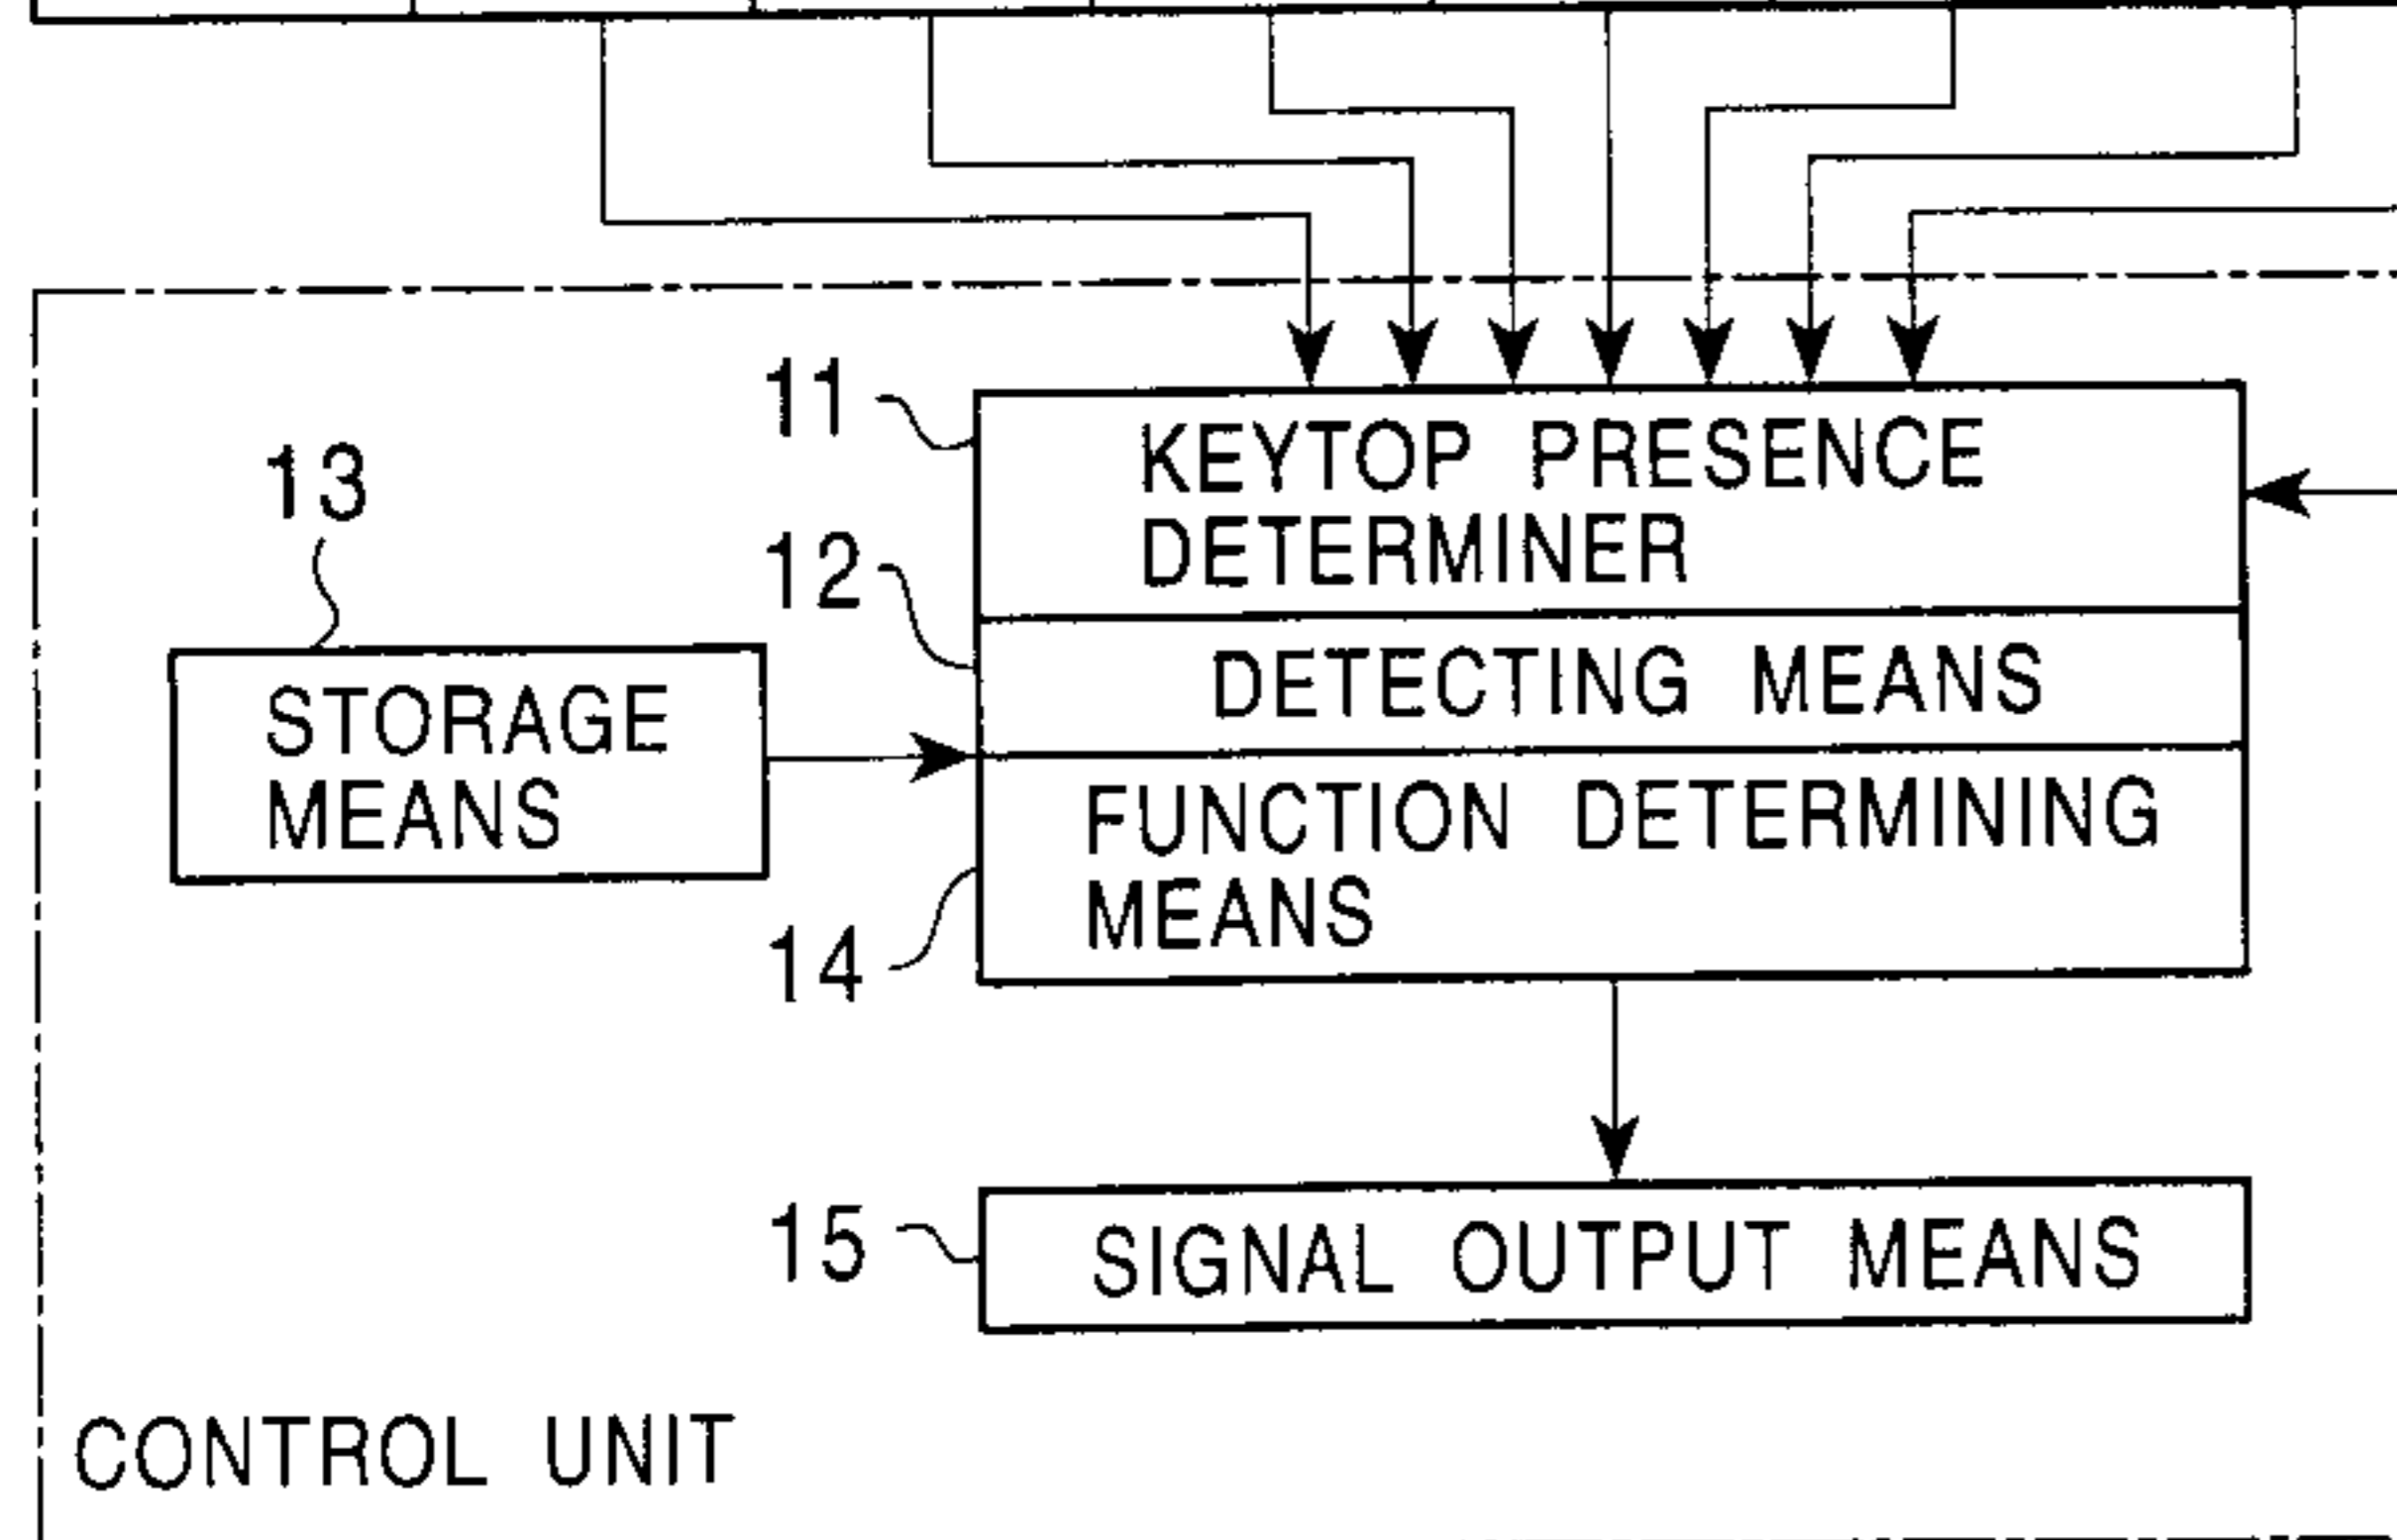 11
KEYTOP PRESENCE
DETERMINER
13
12
DETECTING MEANS
STORAGE
MEANS
FUNCTION DETERMINING
MEANS
14
15
SIGNAL OUTPUT MEANS
CONTROL UNIT